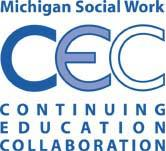 Michigan Social Work
CEC
CONTINUING
EDUCATION
COLLABORATION